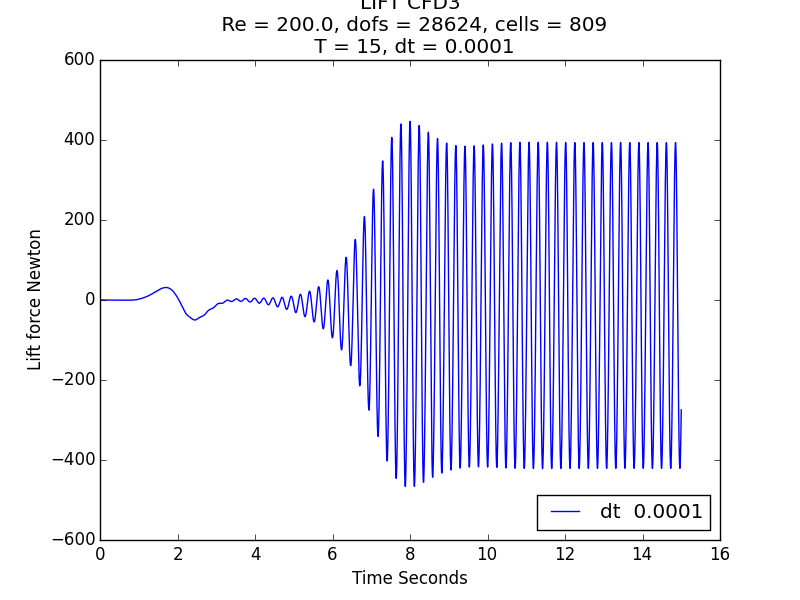 LIFT CFD3
Re = 200.0, dofs = 28624, cells = 809
T = 15, dt = 0.0001
600
400
200
0
−200
−400
−600
Lift force Newton
dt 0.0001
0 2 4 6 8 10 12 14 16
Time Seconds